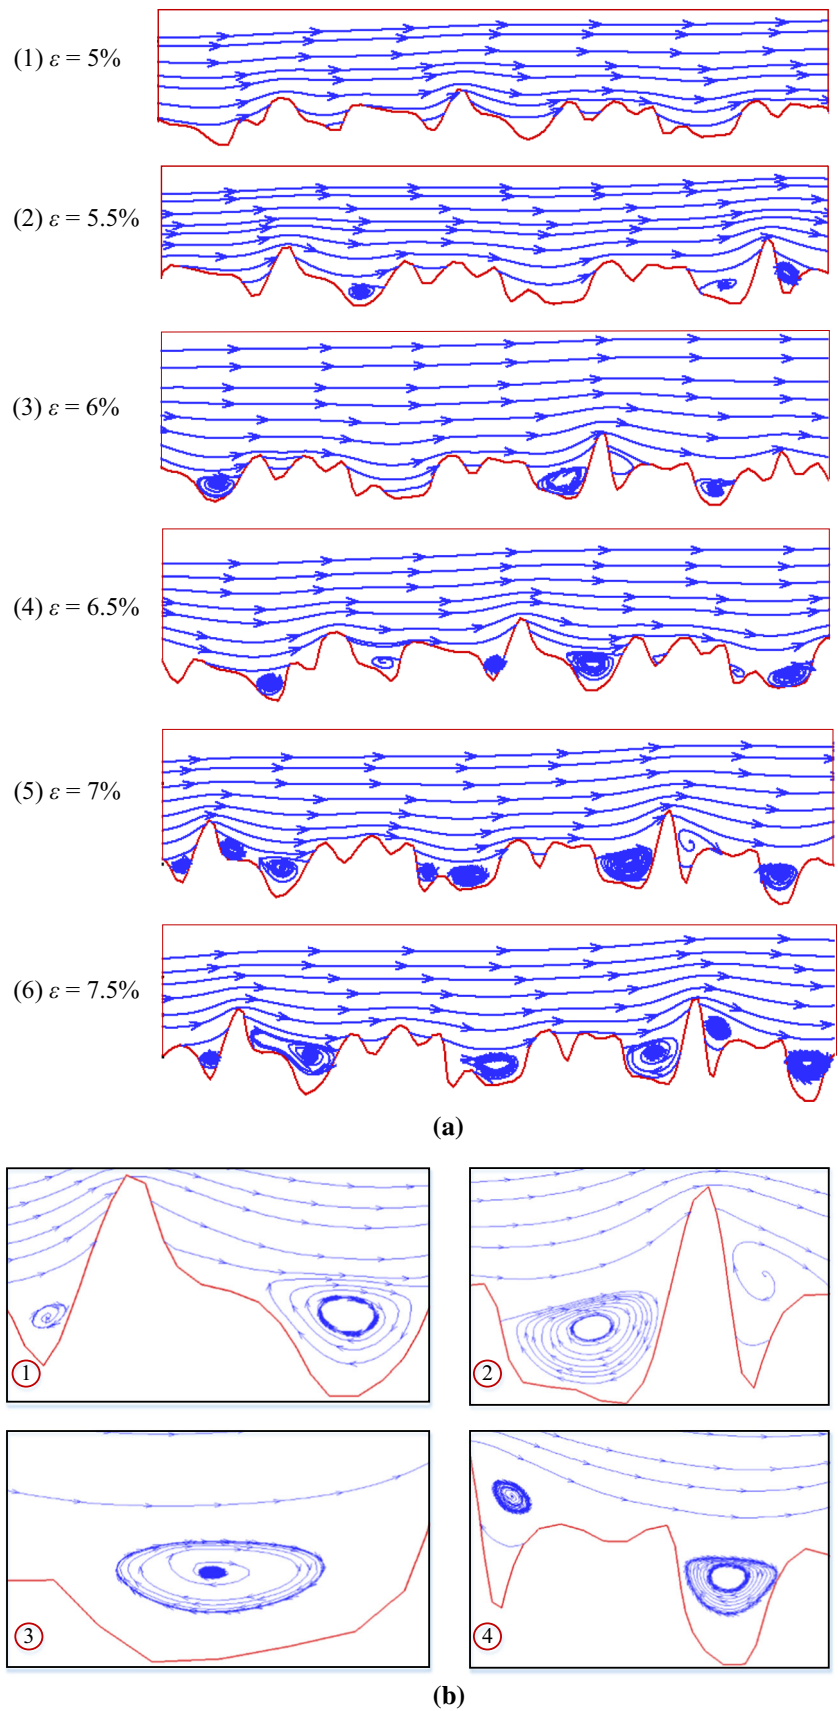 (1) ε = 5%
(2) ε = 5.5%
(3) ε = 6%
(4) ε = 6.5%
(5) ε = 7%
(6) ε = 7.5%
(a)
1
2
3
4
(b)